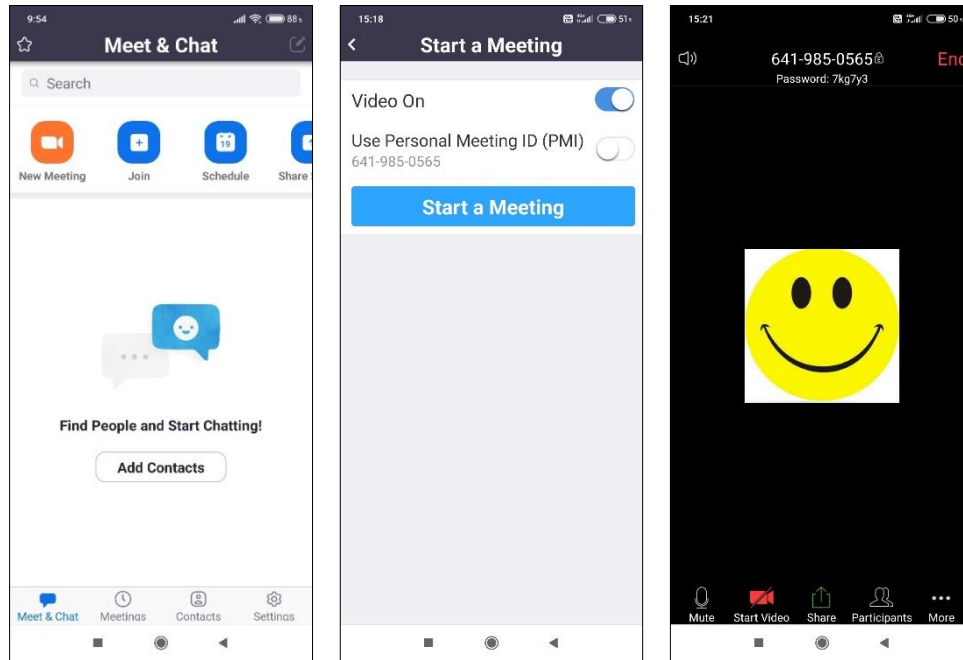 9:54
88%
Meet & Chat
Search
19
New Meeting
Join
Schedule
Share
Find People and Start Chatting!
Add Contacts
Meet & Chat
Meetings
Contacts
Settings
15:18
51%
Start a Meeting
Video On
Use Personal Meeting ID (PMI)
641-985-0565
Start a Meeting
15:21
50%
641-985-0565
End
Password: 7kg7y3
Mute
Start Video
Share
Participants
More